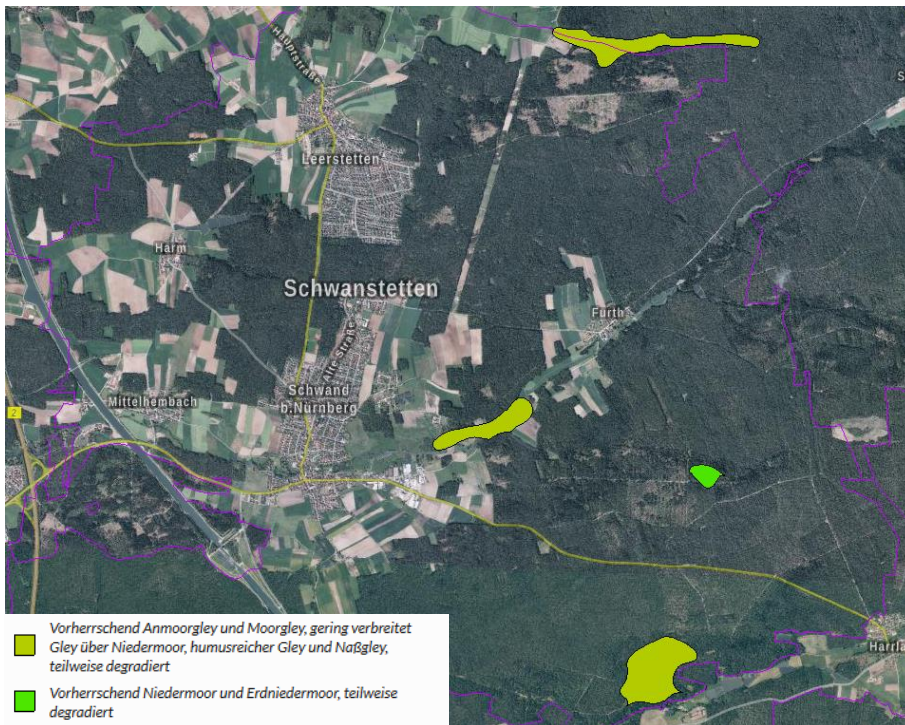 Hauptstraße
S
Leerstetten
Harm
Schwanstetten
Furth
Alte Straße
Schwand
b.Nürnberg
Mittelhembach
2
Harrla
Vorherrschend Anmoorgley und Moorgley, gering verbreitet
Gley über Niedermoor, humusreicher Gley und Naßgley,
teilweise degradiert
Vorherrschend Niedermoor und Erdniedermoor, teilweise
degradiert